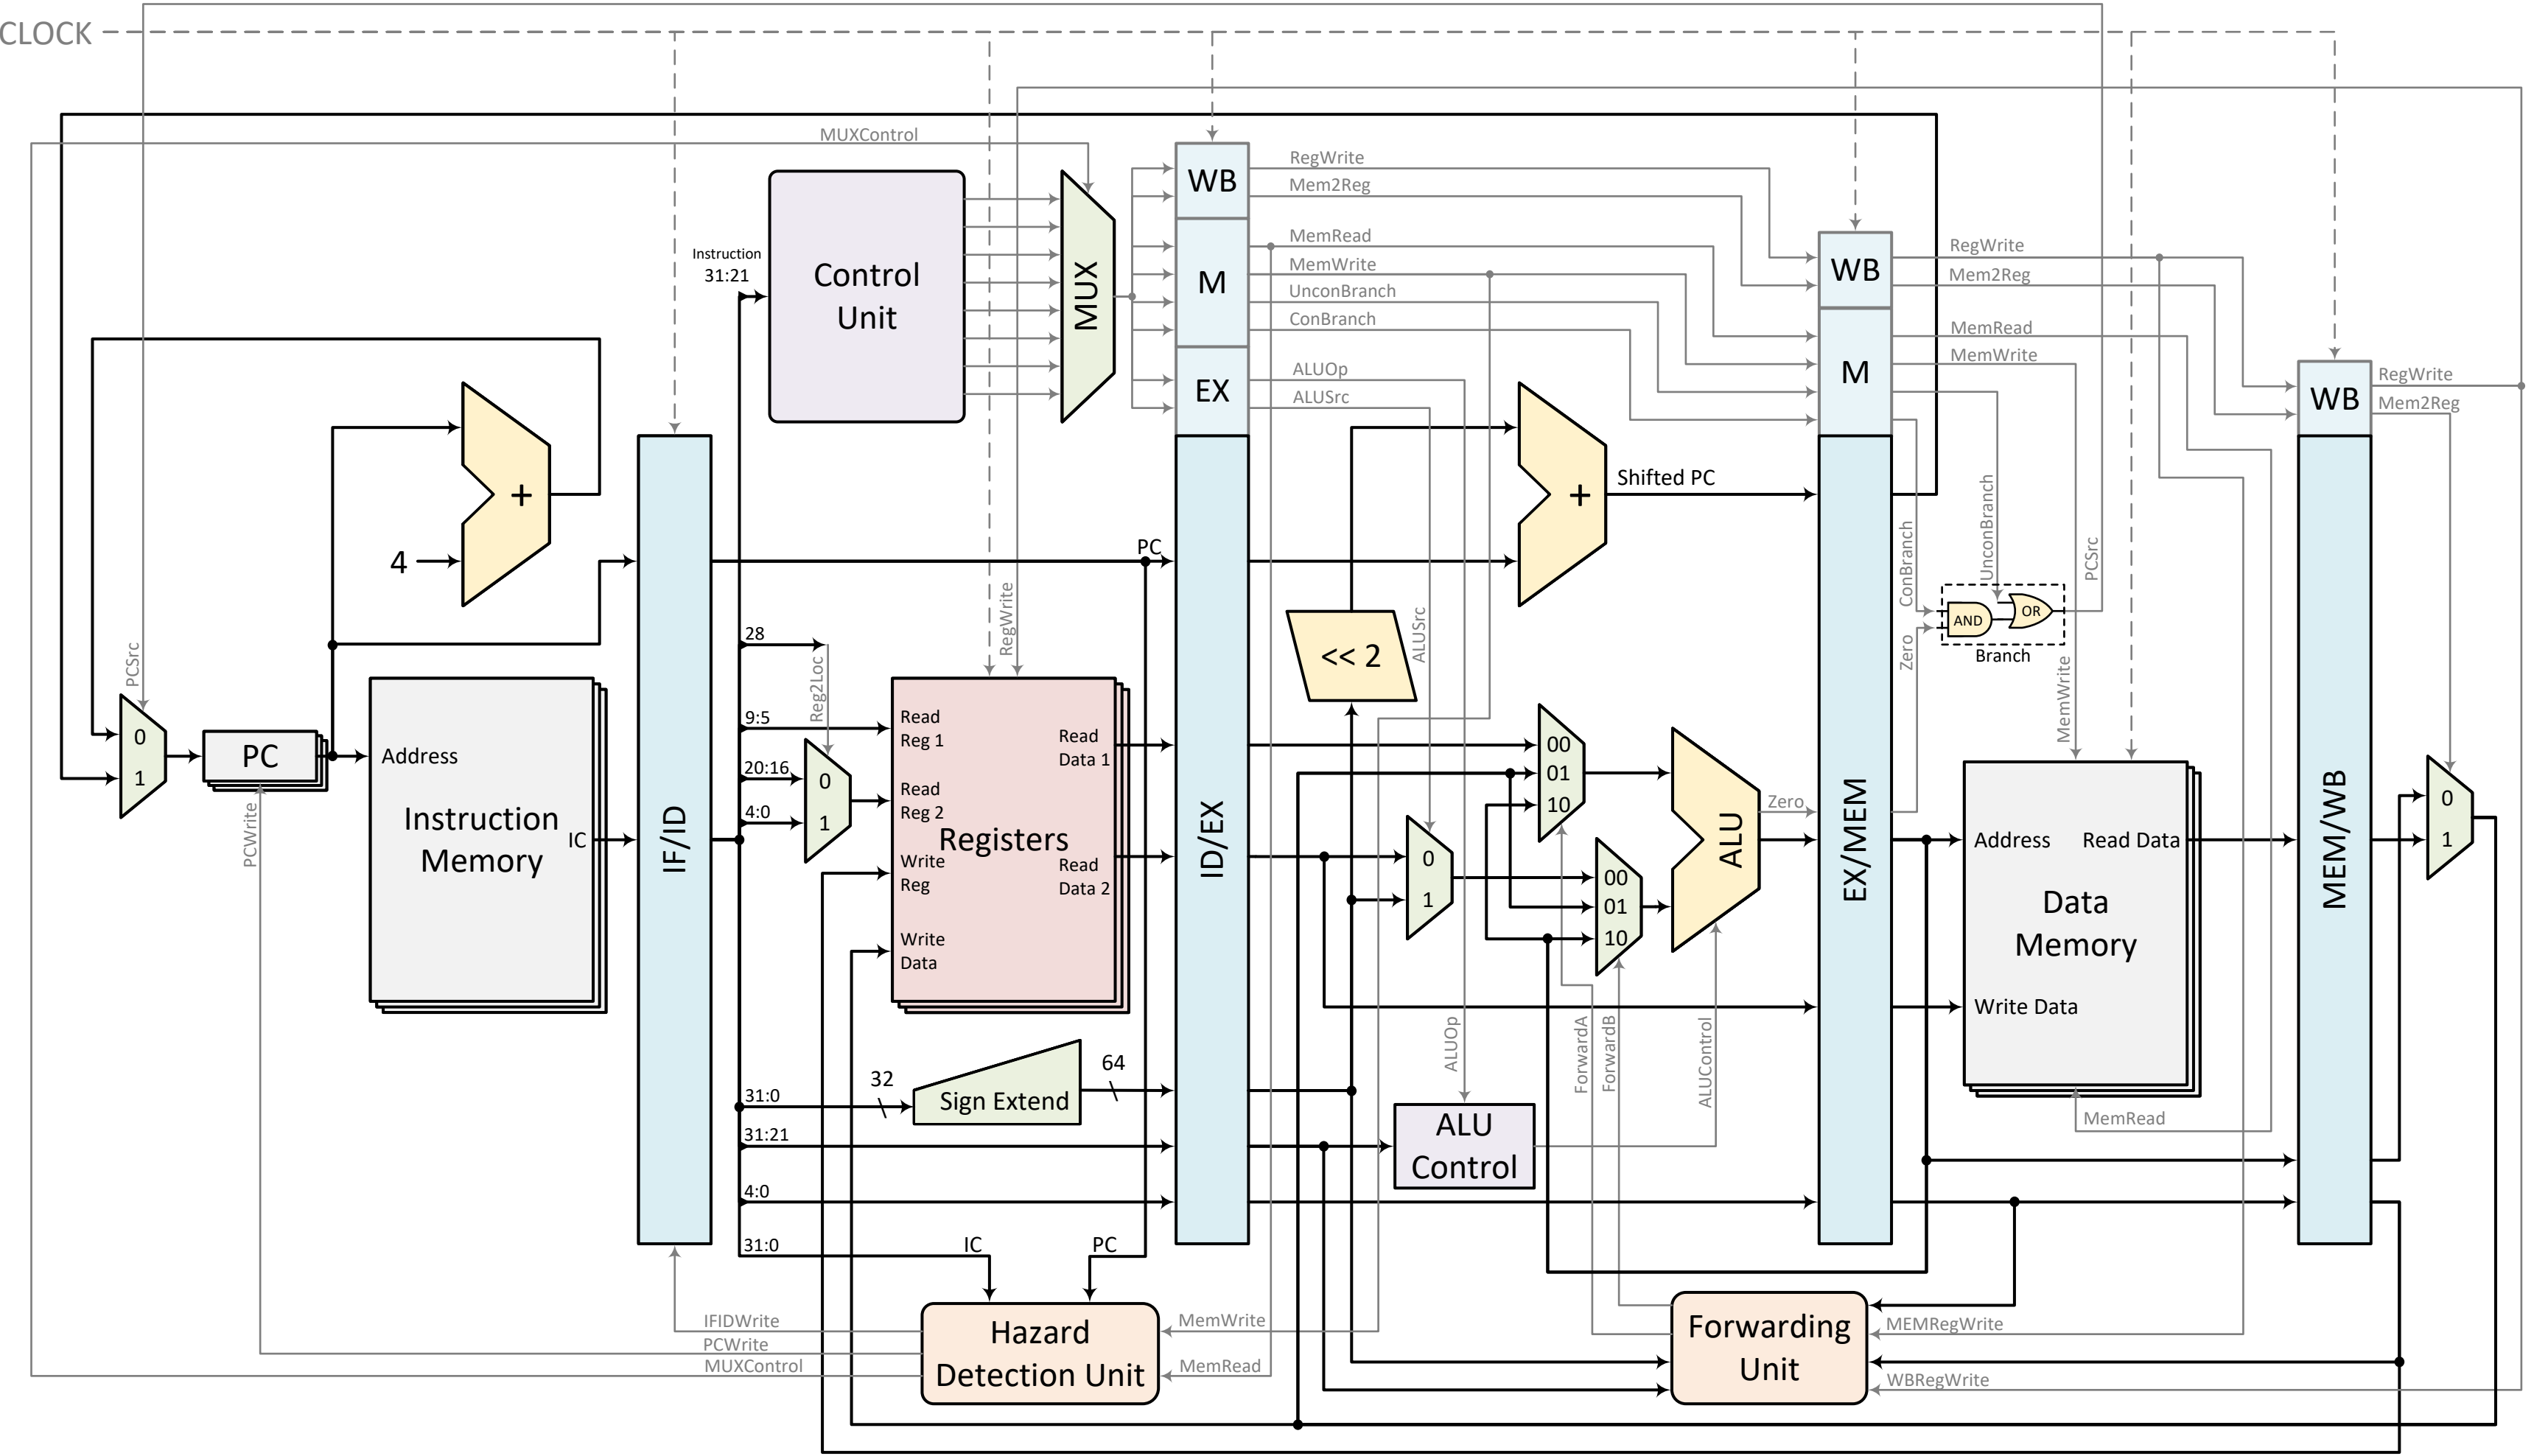 CLOCK
MUXControl
Instruction
31:21
Control
Unit
MUX
WB
M
EX
RegWrite
Mem2Reg
MemRead
MemWrite
UnconBranch
ConBranch
ALUOp
ALUSrc
WB
M
RegWrite
Mem2Reg
MemRead
MemWrite
WB
RegWrite
Mem2Reg
+
4
PCSrc
0
1
PC
PCWrite
Address
Instruction
Memory
IC
IF/ID
PC
28
Reg2Loc
9:5
20:16
4:0
0
1
RegWrite
Read
Reg 1
Read
Reg 2
Write
Reg
Write
Data
Registers
Read
Data 1
Read
Data 2
32
Sign Extend
64
31:0
31:21
4:0
31:0
IC
PC
ID/EX
+
Shifted PC
<< 2
ALUSrc
0
1
00
01
10
00
01
10
ALU
Zero
ALUOp
ALU
Control
ForwardA
ForwardB
ALUControl
EX/MEM
ConBranch
Zero
UnconBranch
AND
OR
Branch
PCSrc
MemWrite
Address
Read Data
Data
Memory
Write Data
MemRead
MEM/WB
0
1
IFIDWrite
PCWrite
MUXControl
Hazard
Detection Unit
MemWrite
MemRead
Forwarding
Unit
MEMRegWrite
WBRegWrite